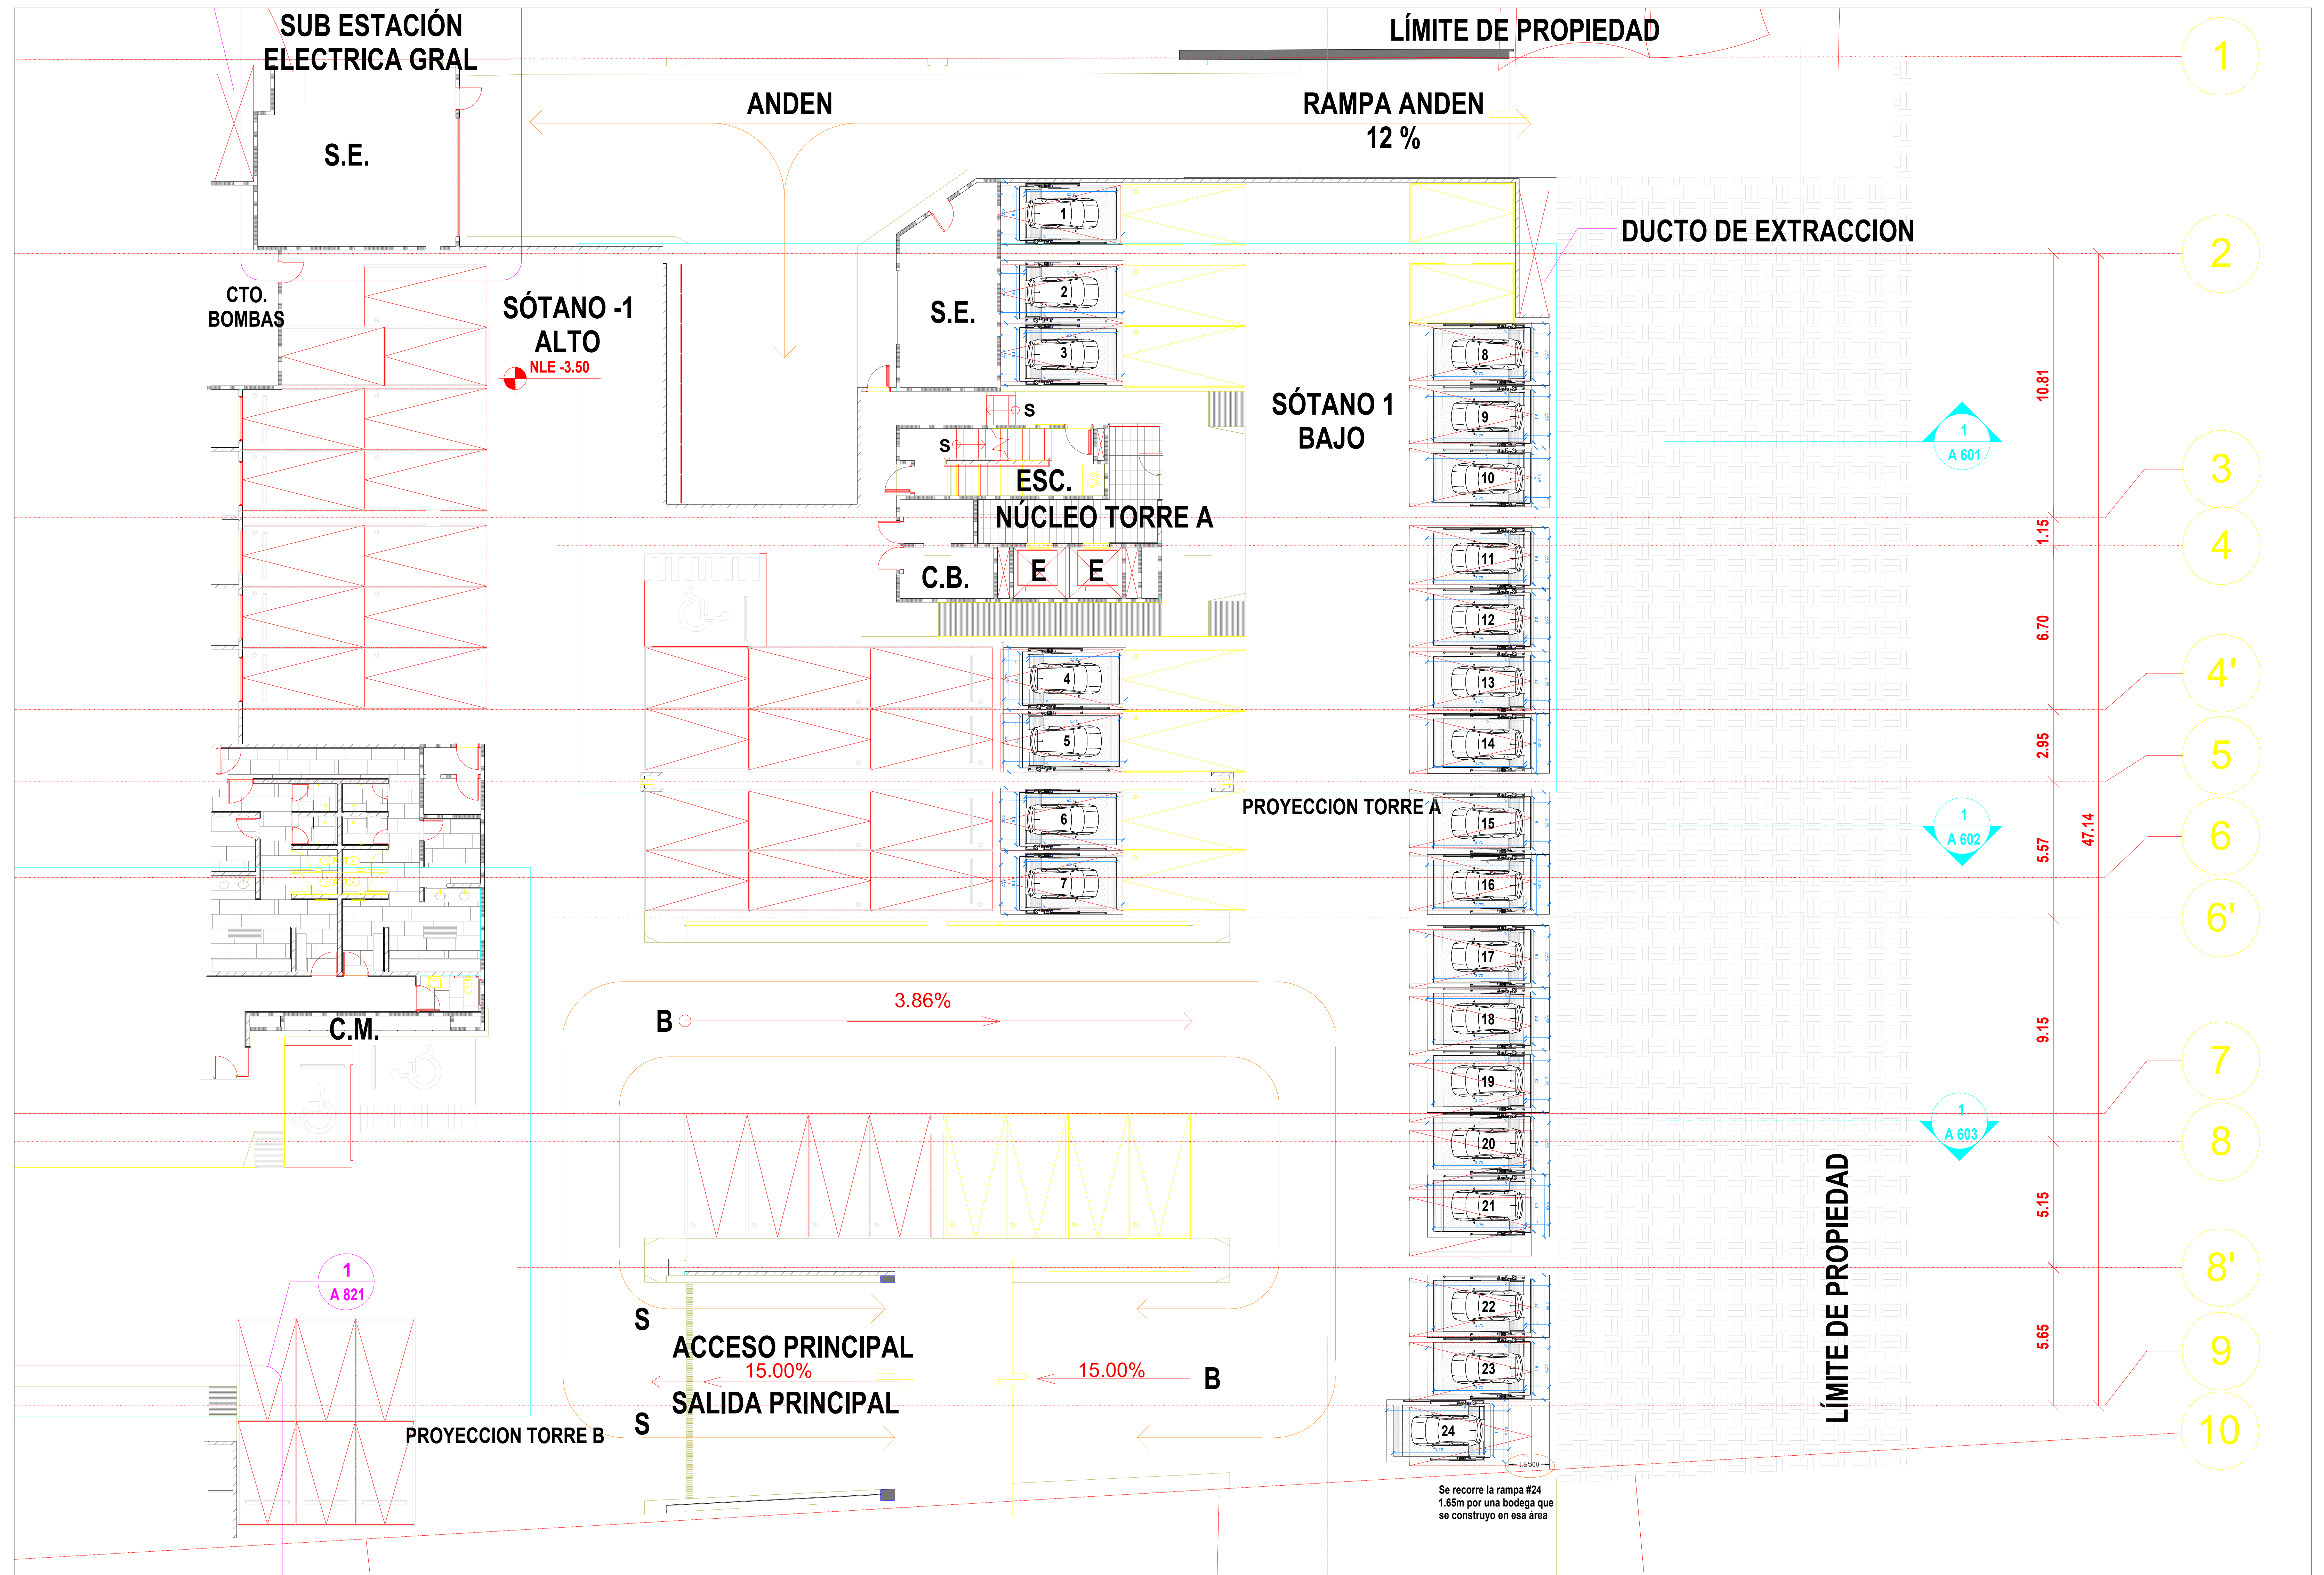 SUB ESTACIÓN
ELECTRICA GRAL
LÍMITE DE PROPIEDAD
1
ANDEN
RAMPA ANDEN
12 %
S.E.
1
DUCTO DE EXTRACCION
2
CTO.
BOMBAS
SÓTANO -1
ALTO
NLE -3.50
S.E.
2
3
8
10.81
SÓTANO 1
BAJO
9
1
A 601
S
S
ESC.
10
3
NÚCLEO TORRE A
1.15
4
C.B.
E
E
11
12
6.70
4
13
4'
5
14
2.95
5
PROYECCION TORRE A
6
15
1
A 602
5.57
47.14
6
7
16
6'
17
3.86%
B
18
9.15
C.M.
19
7
20
1
A 603
8
21
5.15
LÍMITE DE PROPIEDAD
1
A 821
8'
S
22
ACCESO PRINCIPAL
15.00%
15.00%
B
23
5.65
9
SALIDA PRINCIPAL
S
PROYECCION TORRE B
24
10
1.6500
Se recorre la rampa #24
1.65m por una bodega que
se construyo en esa área